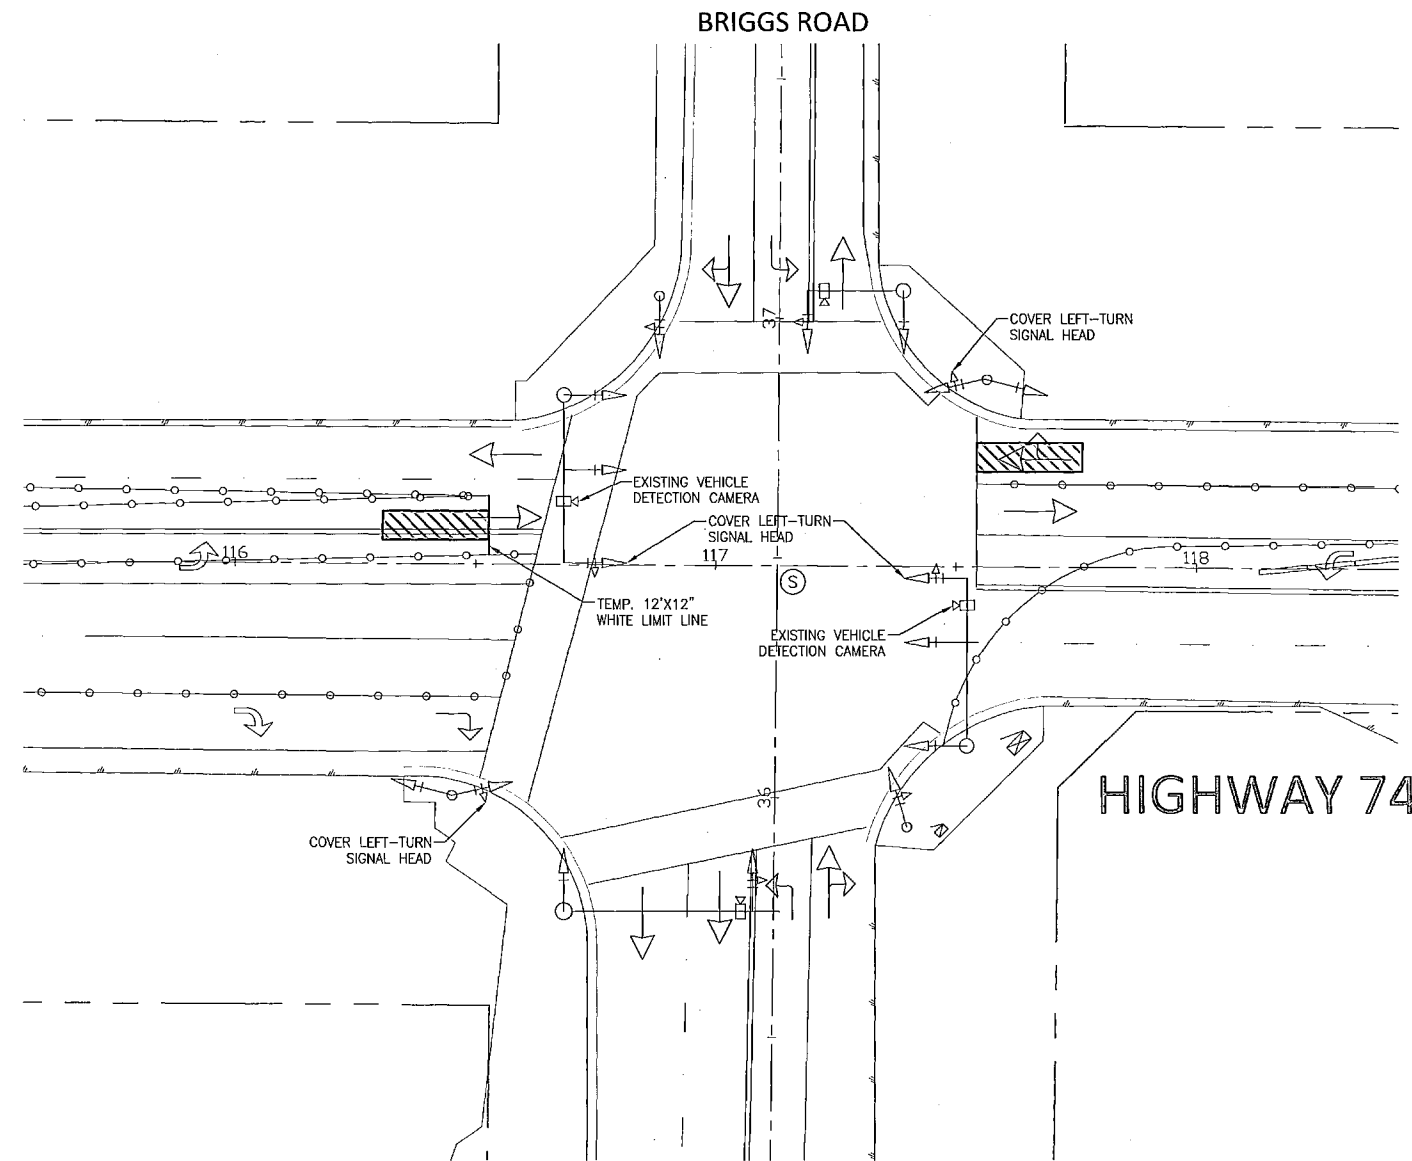 BRIGGS ROAD
37
COVER LEFT-TURN
SIGNAL HEAD
EXISTING VEHICLE
DETECTION CAMERA
COVER LEFT-TURN
SIGNAL HEAD
116
117
118
S
TEMP. 12'X12"
WHITE LIMIT LINE
EXISTING VEHICLE
DETECTION CAMERA
36
HIGHWAY 74
COVER LEFT-TURN
SIGNAL HEAD